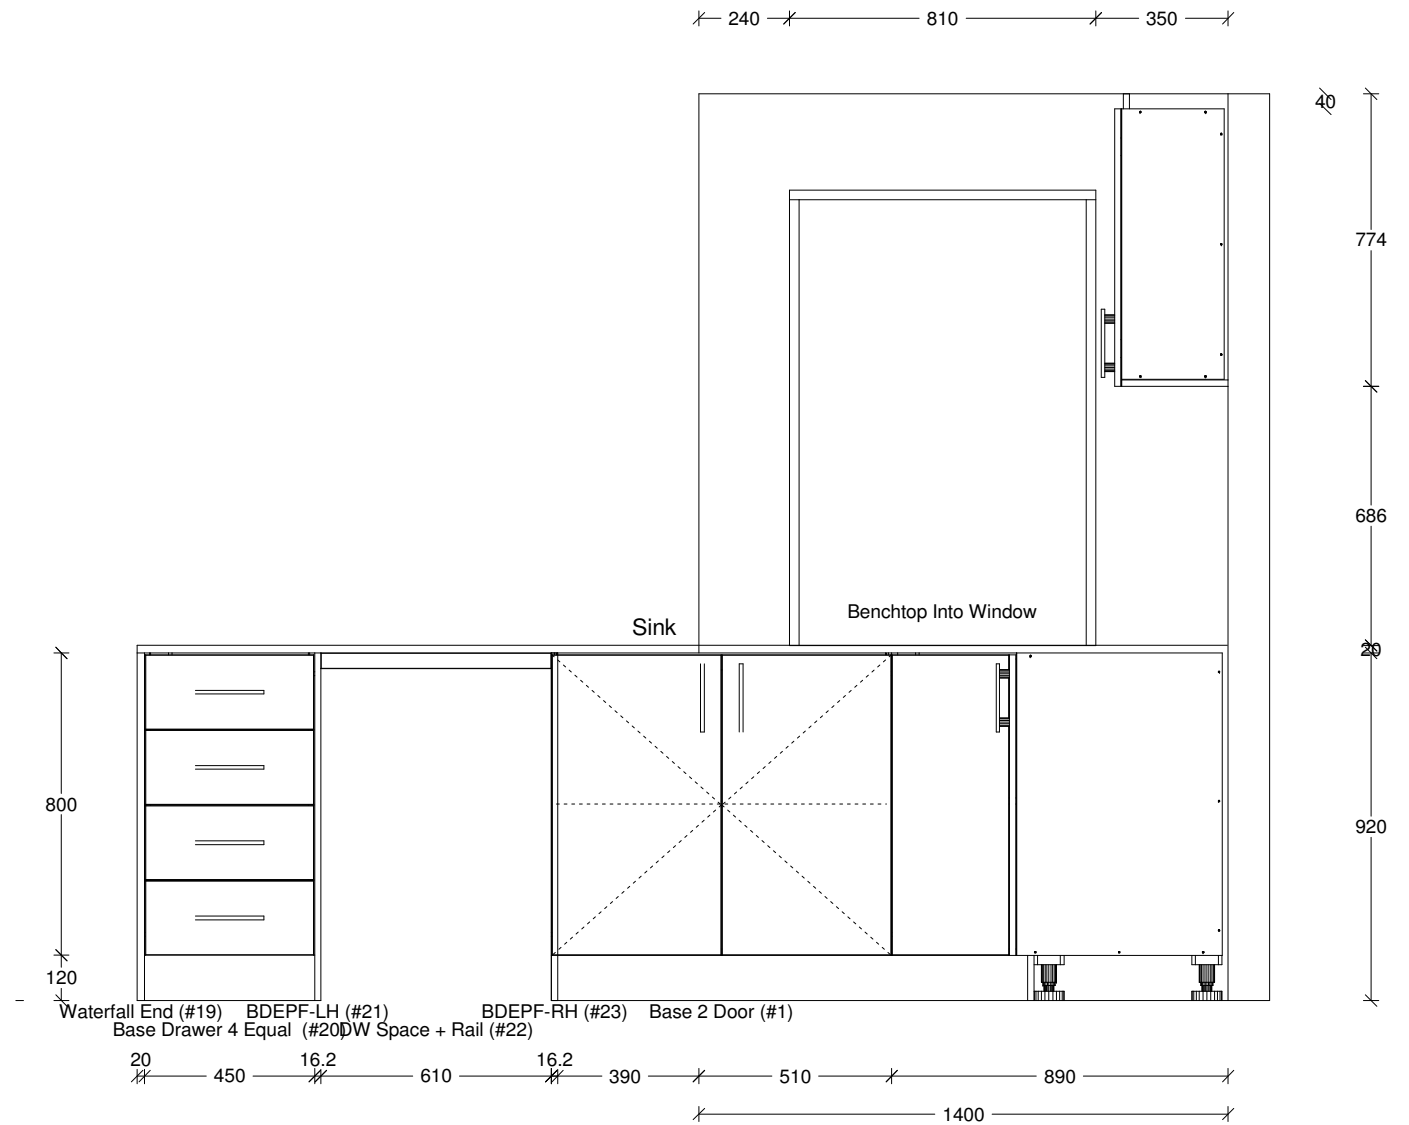 240 810 350
40
774
686
Benchtop Into Window
Sink
20
800
920
120
Waterfall End (#19) BDEPF-LH (#21) BDEPF-RH (#23) Base 2 Door (#1)
Base Drawer 4 Equal (#20) DW Space + Rail (#22)
20 16.2 16.2
450 610 390 510 890
1400